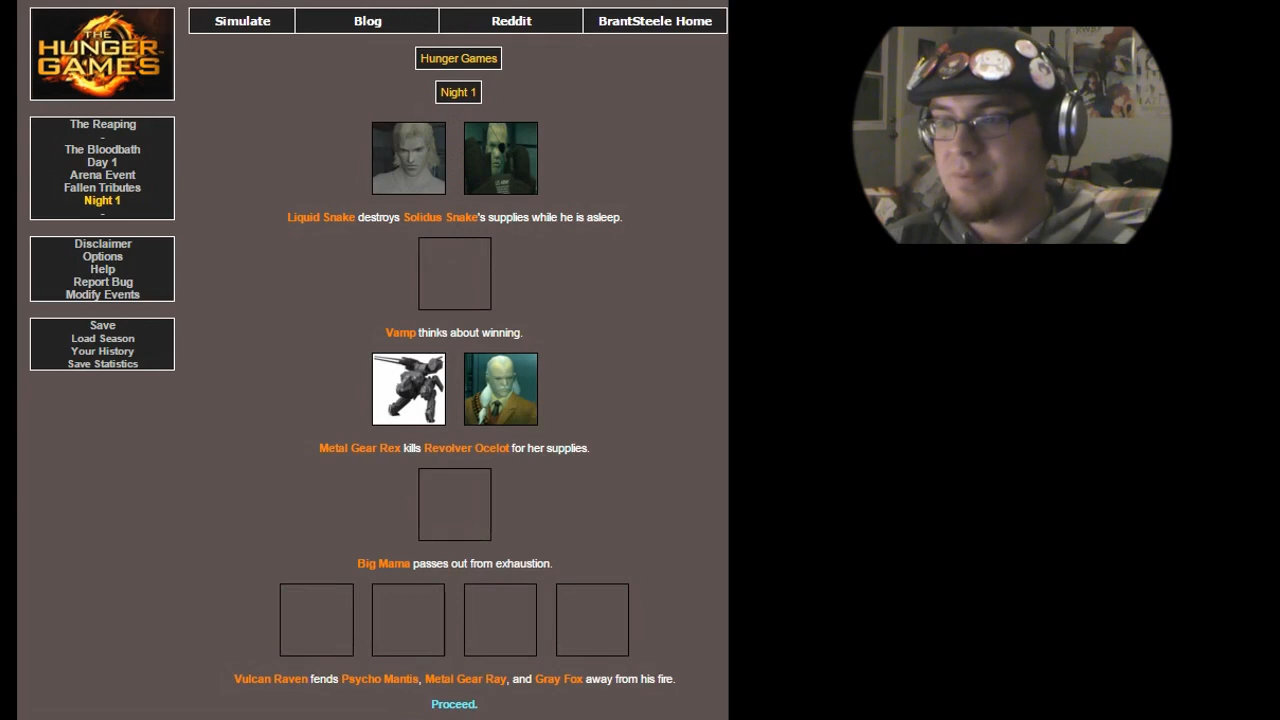 Simulate
Blog
Reddit
BrantSteele Home
THE
HUNGER
GAMES
The Reaping
-
The Bloodbath
Day 1
Arena Event
Fallen Tributes
Night 1
-
Disclaimer
Options
Help
Report Bug
Modify Events
Save
Load Season
Your History
Save Statistics
Hunger Games
Night 1
Liquid Snake destroys Solidus Snake's supplies while he is asleep.
Vamp thinks about winning.
Metal Gear Rex kills Revolver Ocelot for her supplies.
Big Mama passes out from exhaustion.
Vulcan Raven fends Psycho Mantis, Metal Gear Ray, and Gray Fox away from his fire.
Proceed.